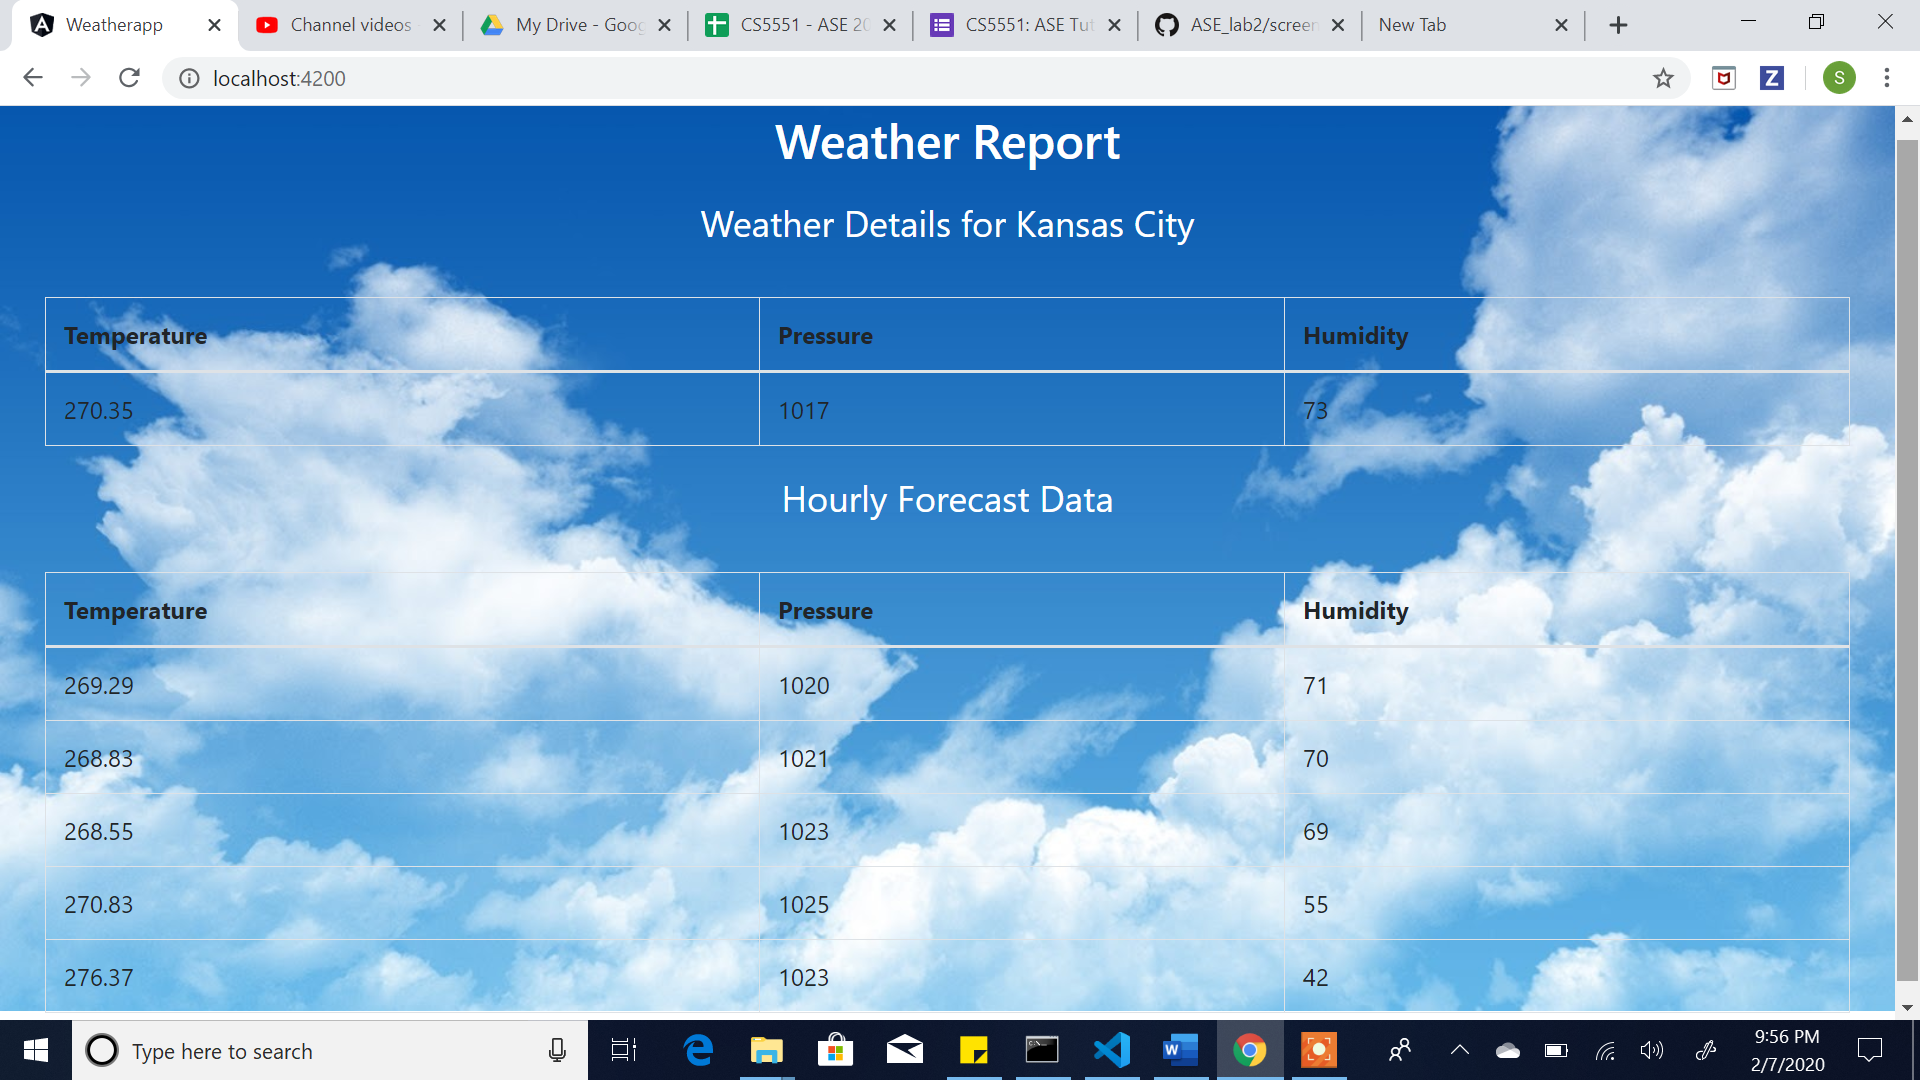 Weatherapp
Channel videos
My Drive - Goog
CS5551 - ASE 20
CS5551: ASE Tut
ASE_lab2/screen
New Tab
localhost:4200
S
Weather Report
Weather Details for Kansas City
Temperature Pressure Humidity
270.35 1017 73
Hourly Forecast Data
Temperature Pressure Humidity
269.29 1020 71
268.83 1021 70
268.55 1023 69
270.83 1025 55
276.37 1023 42
Type here to search
9:56 PM
2/7/2020